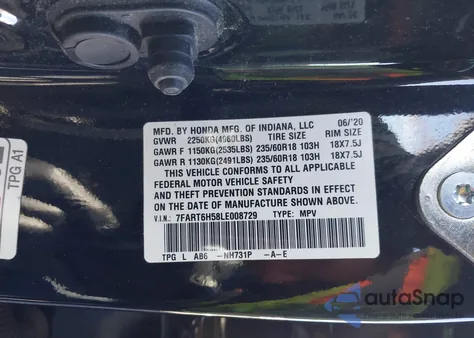 TPG A1
MFD. BY HONDA MFG. OF INDIANA, LLC 06/'20
GVWR 2250KG(4960LBS) TIRE SIZE RIM SIZE
GAWR F 1150KG(2535LBS) 235/60R18 103H 18X7.5J
GAWR R 1130KG(2491LBS) 235/60R18 103H 18X7.5J
THIS VEHICLE CONFORMS TO ALL APPLICABLE
FEDERAL MOTOR VEHICLE SAFETY
AND THEFT PREVENTION STANDARDS IN EFFECT
ON THE DATE OF MANUFACTURE SHOWN ABOVE.
V.I.N.: 7FART6H58LE008729 TYPE: MPV
TPG L AB6 -NH731P -A-E
autoSnap